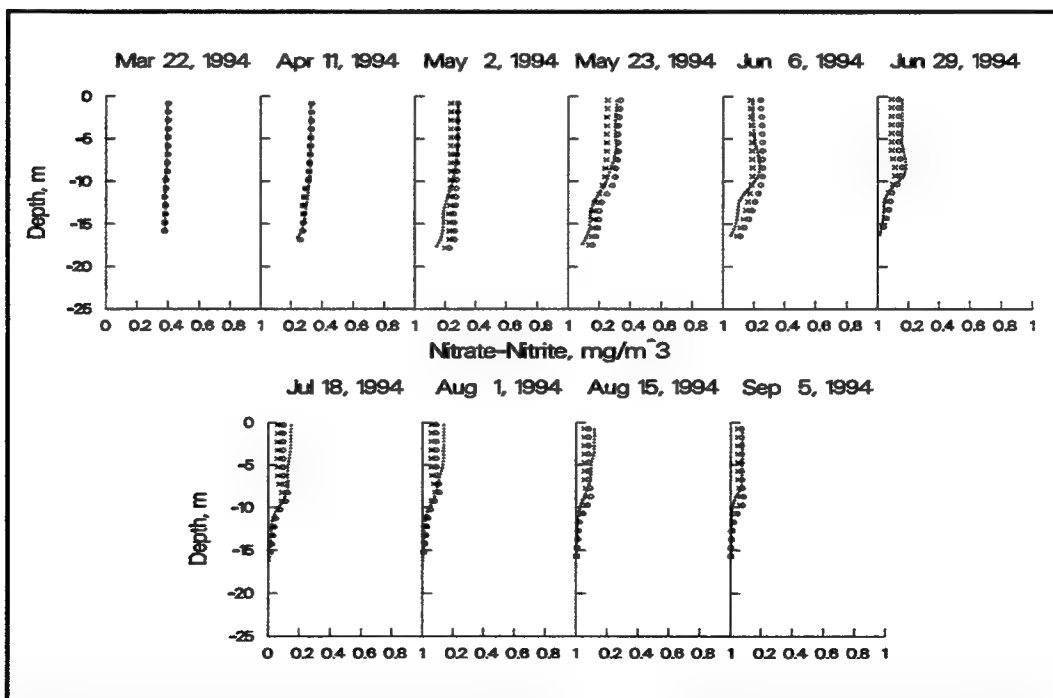 Mar 22, 1994 Apr 11, 1994 May 2, 1994 May 23, 1994 Jun 6, 1994 Jun 29, 1994
0
-5
-10
-15
-20
-25
Depth, m
0 0.2 0.4 0.6 0.8 1 0.2 0.4 0.6 0.8 1 0.2 0.4 0.6 0.8 1 0.2 0.4 0.6 0.8 1 0.2 0.4 0.6 0.8 1 0.2 0.4 0.6 0.8 1
Nitrate-Nitrite, mg/m^3
Jul 18, 1994 Aug 1, 1994 Aug 15, 1994 Sep 5, 1994
0
-5
-10
-15
-20
-25
Depth, m
0 0.2 0.4 0.6 0.8 1 0.2 0.4 0.6 0.8 1 0.2 0.4 0.6 0.8 1 0.2 0.4 0.6 0.8 1